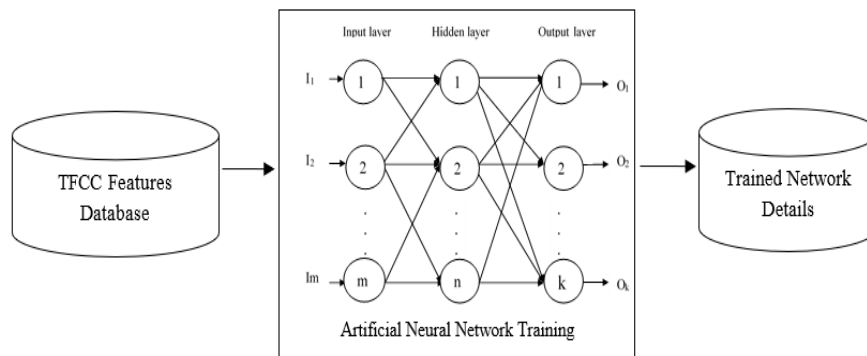 Input layer Hidden layer Output layer
I1 1 1 1 O1
TFCC Features
Database
I2 2 2 2 O2
Trained Network
Details
. . .
. . .
. . .
Im m n k Ok
Artificial Neural Network Training